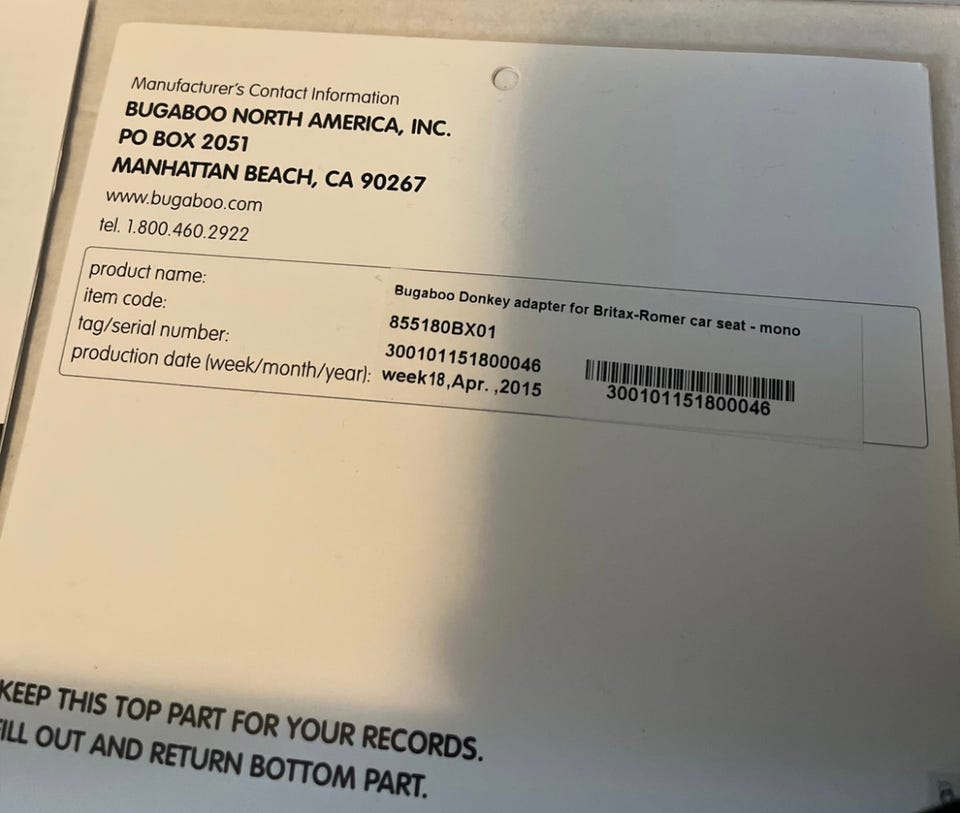 Manufacturer's Contact Information
BUGABOO NORTH AMERICA, INC.
PO BOX 2051
MANHATTAN BEACH, CA 90267
www.bugaboo.com
tel. 1.800.460.2922
product name: Bugaboo Donkey adapter for Britax-Romer car seat - mono
item code: 855180BX01
tag/serial number: 300101151800046
production date (week/month/year): week18,Apr. ,2015
300101151800046
KEEP THIS TOP PART FOR YOUR RECORDS.
FILL OUT AND RETURN BOTTOM PART.